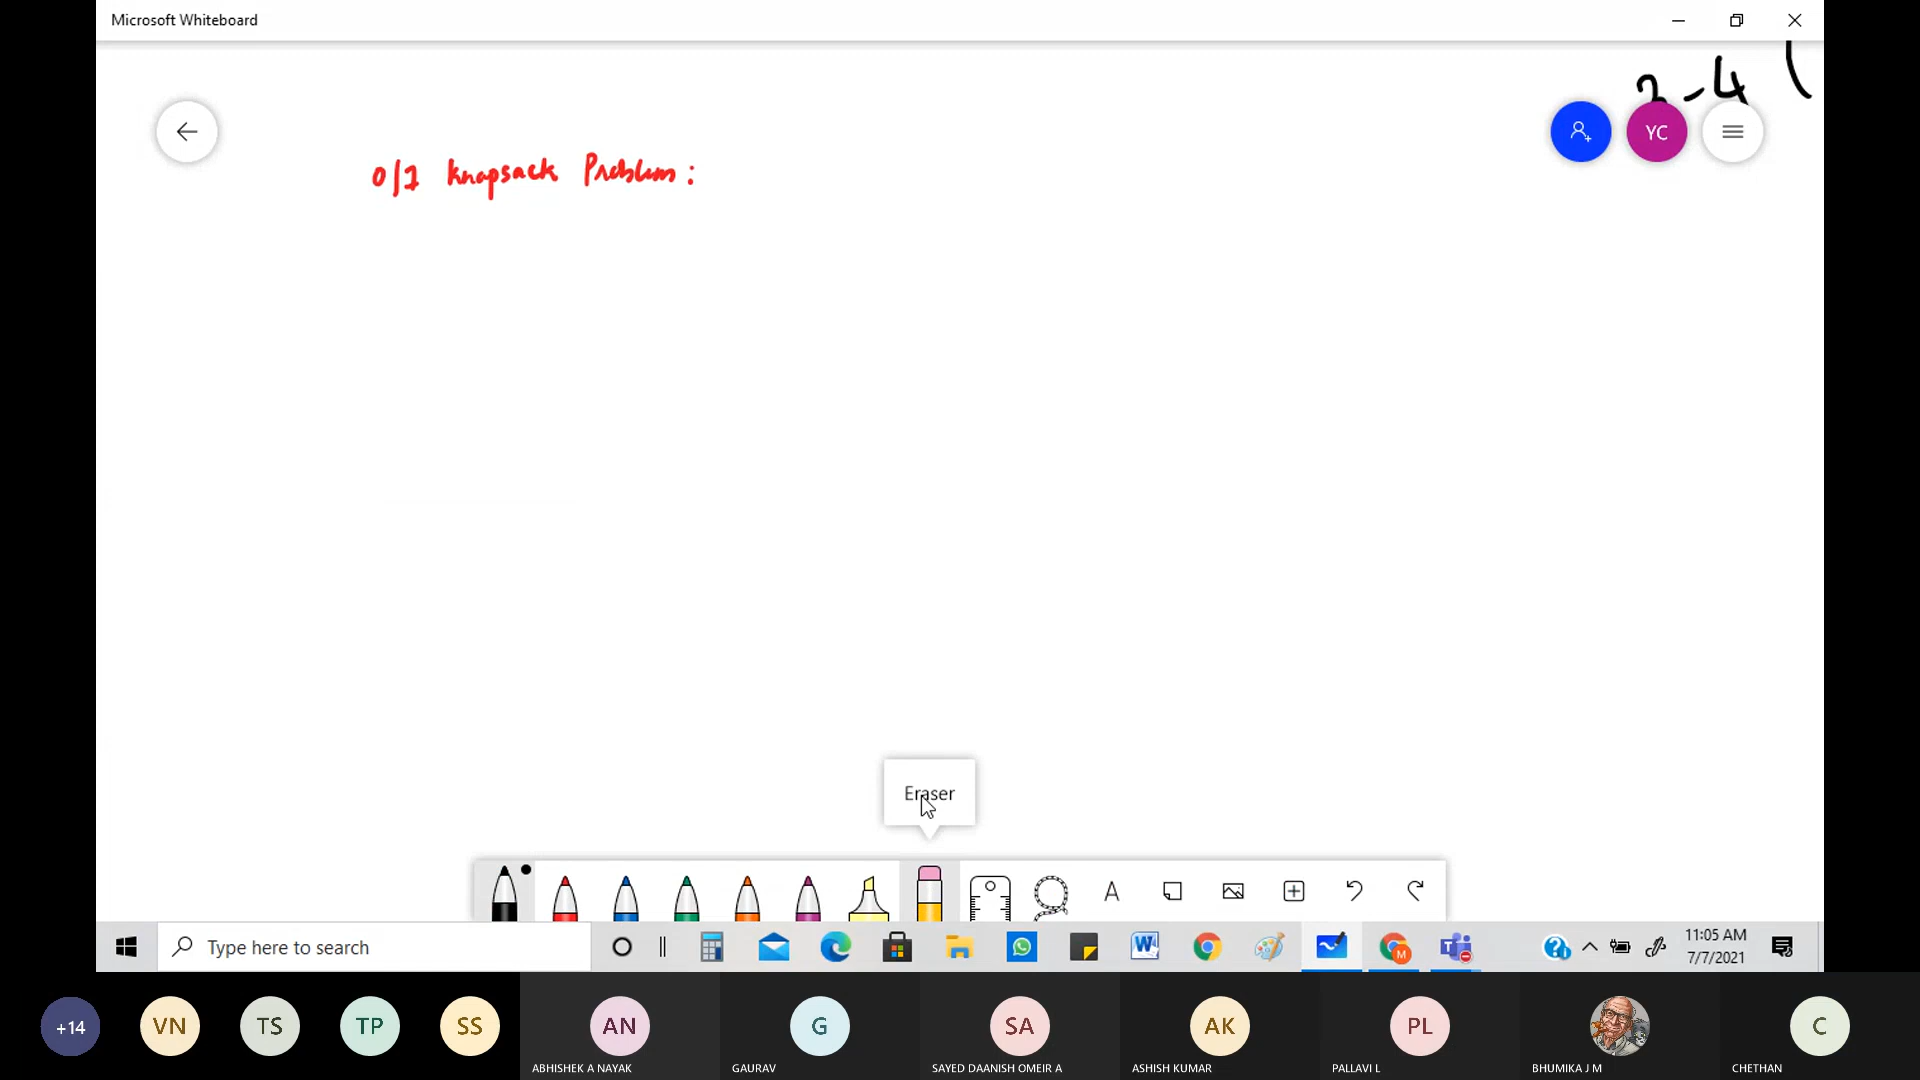 Microsoft Whiteboard
2-4 (
YC
0/1 Knapsack Problem:
Eraser
A
Type here to search
11:05 AM
7/7/2021
+14
VN
TS
TP
SS
AN
G
SA
AK
PL
C
ABHISHEK A NAYAK
GAURAV
SAYED DAANISH OMEIR A
ASHISH KUMAR
PALLAVI L
BHUMIKA J M
CHETHAN